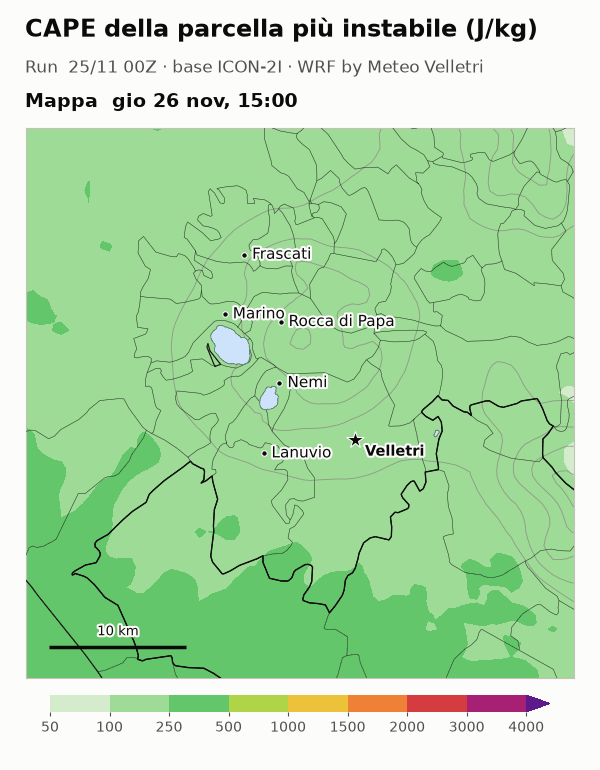 CAPE della parcella più instabile (J/kg)
Run  25/11 00Z · base ICON-2I · WRF by Meteo Velletri
Mappa  gio 26 nov, 15:00
Frascati
Marino
Rocca di Papa
Nemi
Velletri
Lanuvio
10 km
50 100 250 500 1000 1500 2000 3000 4000